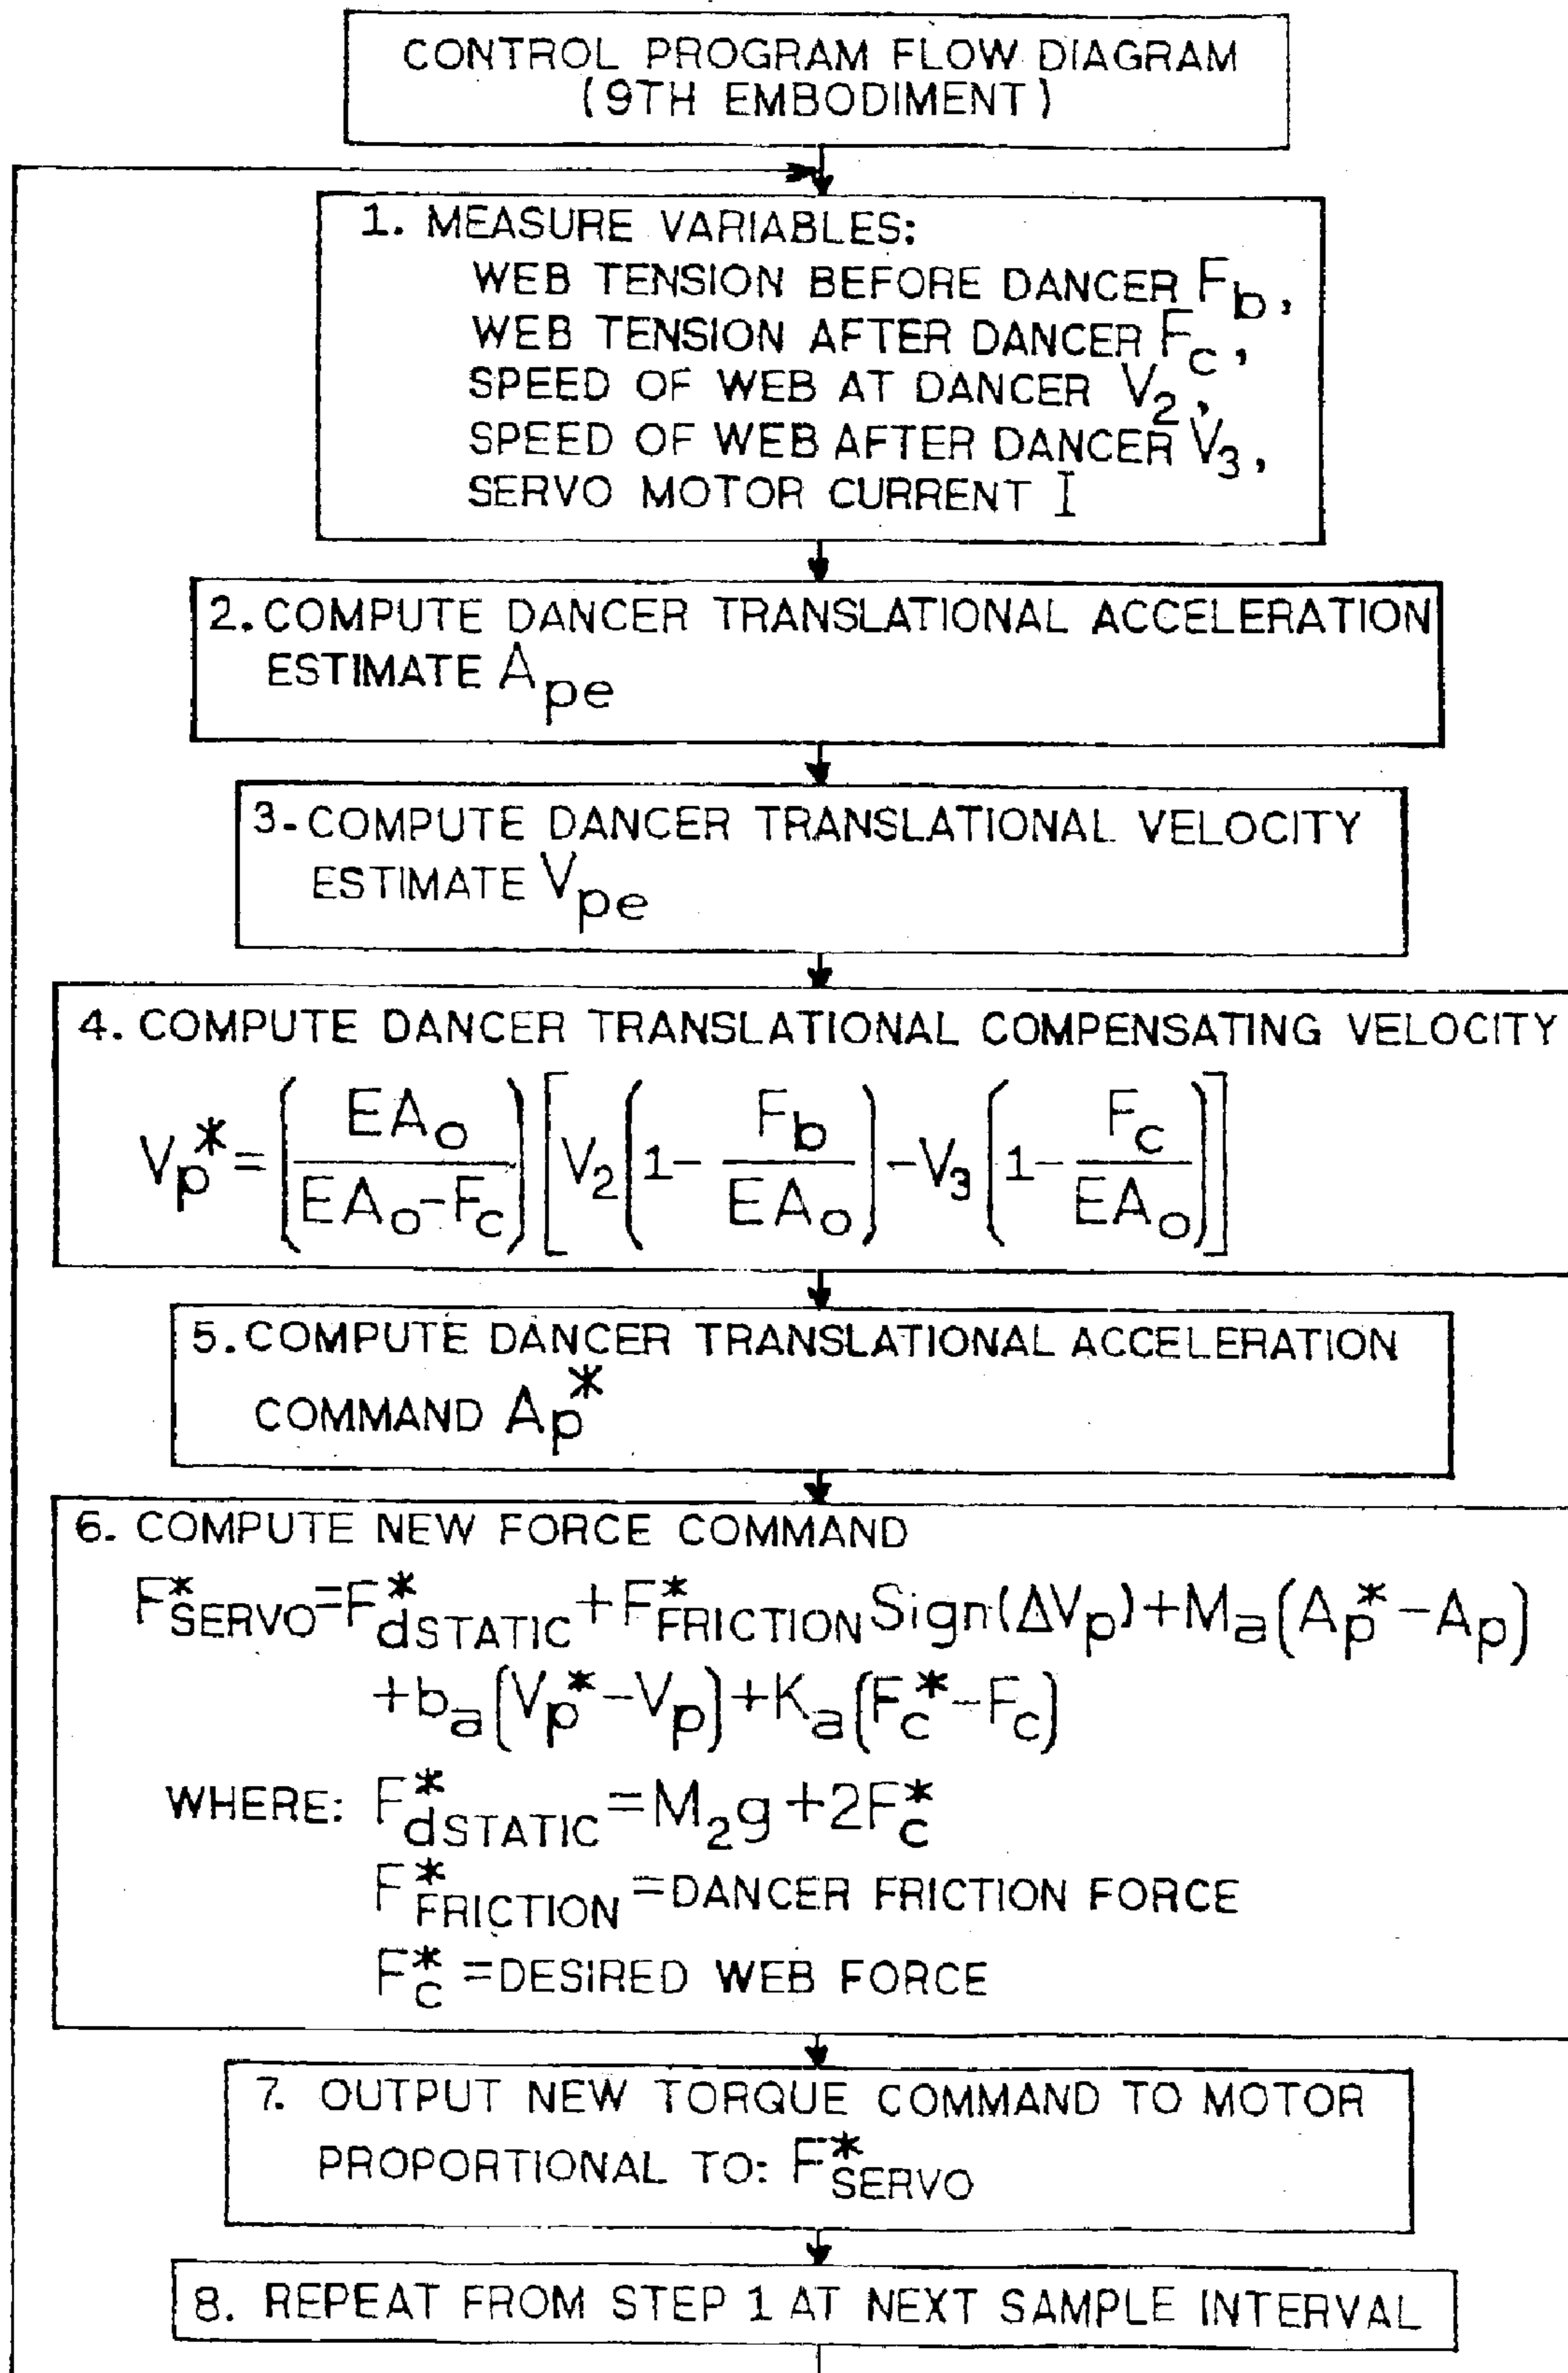 CONTROL PROGRAM FLOW DIAGRAM
(9TH EMBODIMENT)
1. MEASURE VARIABLES:
WEB TENSION BEFORE DANCER F_b,
WEB TENSION AFTER DANCER F_c,
SPEED OF WEB AT DANCER V_2,
SPEED OF WEB AFTER DANCER V_3,
SERVO MOTOR CURRENT I
2. COMPUTE DANCER TRANSLATIONAL ACCELERATION
ESTIMATE A_pe
3. COMPUTE DANCER TRANSLATIONAL VELOCITY
ESTIMATE V_pe
4. COMPUTE DANCER TRANSLATIONAL COMPENSATING VELOCITY
V_p* = (EA_o / (EA_o - F_c)) [V_2 (1 - F_b / EA_o) - V_3 (1 - F_c / EA_o)]
5. COMPUTE DANCER TRANSLATIONAL ACCELERATION
COMMAND A_p*
6. COMPUTE NEW FORCE COMMAND
F*_SERVO = F*_dSTATIC + F*_FRICTION Sign(ΔV_p) + M_a (A_p* - A_p)
+ b_a (V_p* - V_p) + K_a (F_c* - F_c)
WHERE: F*_dSTATIC = M_2 g + 2F_c*
F*_FRICTION = DANCER FRICTION FORCE
F_c* = DESIRED WEB FORCE
7. OUTPUT NEW TORQUE COMMAND TO MOTOR
PROPORTIONAL TO: F*_SERVO
8. REPEAT FROM STEP 1 AT NEXT SAMPLE INTERVAL